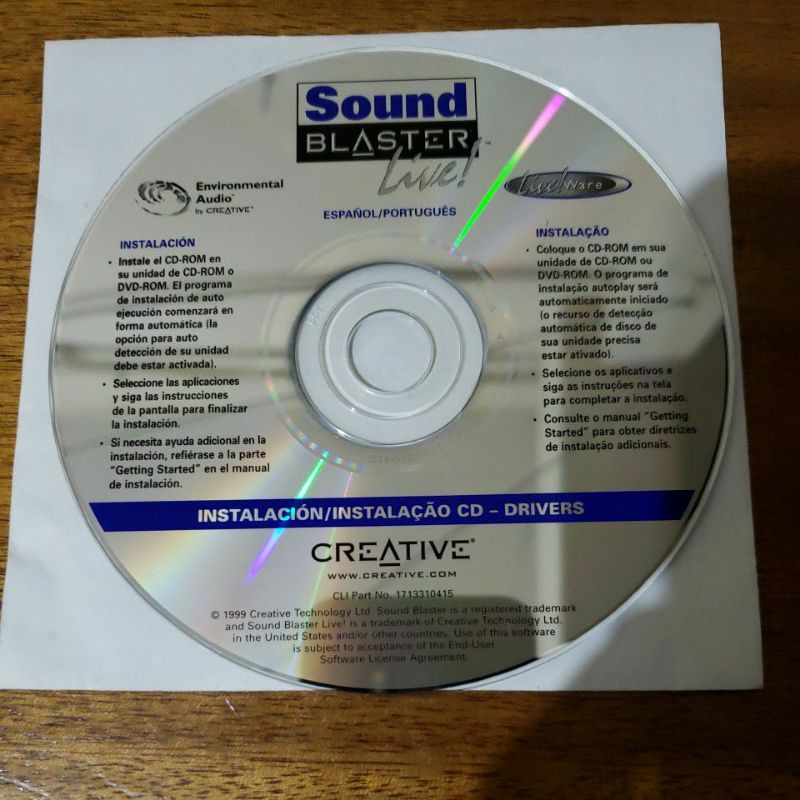 Sound
BLASTER™
Live!
Environmental
Audio™
by CREATIVE®
Live!Ware
ESPAÑOL/PORTUGUÊS
INSTALACIÓN
• Instale el CD-ROM en
su unidad de CD-ROM o
DVD-ROM. El programa
de instalación de auto
ejecución comenzará en
forma automática (la
opción para auto
detección de su unidad
debe estar activada).
• Seleccione las aplicaciones
y siga las instrucciones
de la pantalla para finalizar
la instalación.
• Si necesita ayuda adicional en la
instalación, refiérase a la parte
"Getting Started" en el manual
de instalación.
INSTALAÇÃO
• Coloque o CD-ROM em sua
unidade de CD-ROM ou
DVD-ROM. O programa de
instalação autoplay será
automaticamente iniciado
(o recurso de detecção
automática de disco de
sua unidade precisa
estar ativado).
• Selecione os aplicativos e
siga as instruções na tela
para completar a instalação.
• Consulte o manual "Getting
Started" para obter diretrizes
de instalação adicionais.
INSTALACIÓN/INSTALAÇÃO CD – DRIVERS
CREATIVE®
WWW.CREATIVE.COM
CLI Part No. 1713310415
© 1999 Creative Technology Ltd. Sound Blaster is a registered trademark
and Sound Blaster Live! is a trademark of Creative Technology Ltd.
in the United States and/or other countries. Use of this software
is subject to acceptance of the End User
Software License Agreement.